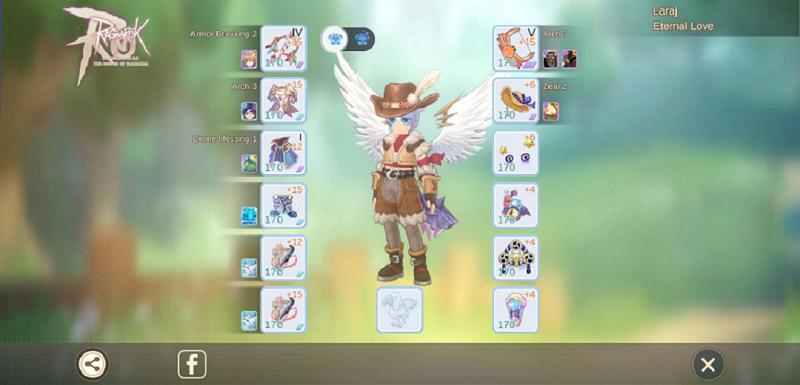 RAGNAROK
Laraj
Eternal Love
Armor Breaking 2
IV
+15
170
Arch 3
+15
170
Divine blessing 1
I
+12
170
+15
170
+12
170
+15
170
V
170
Arch 3
+6
170
Zeal 2
+6
170
+4
170
+4
170
+4
170